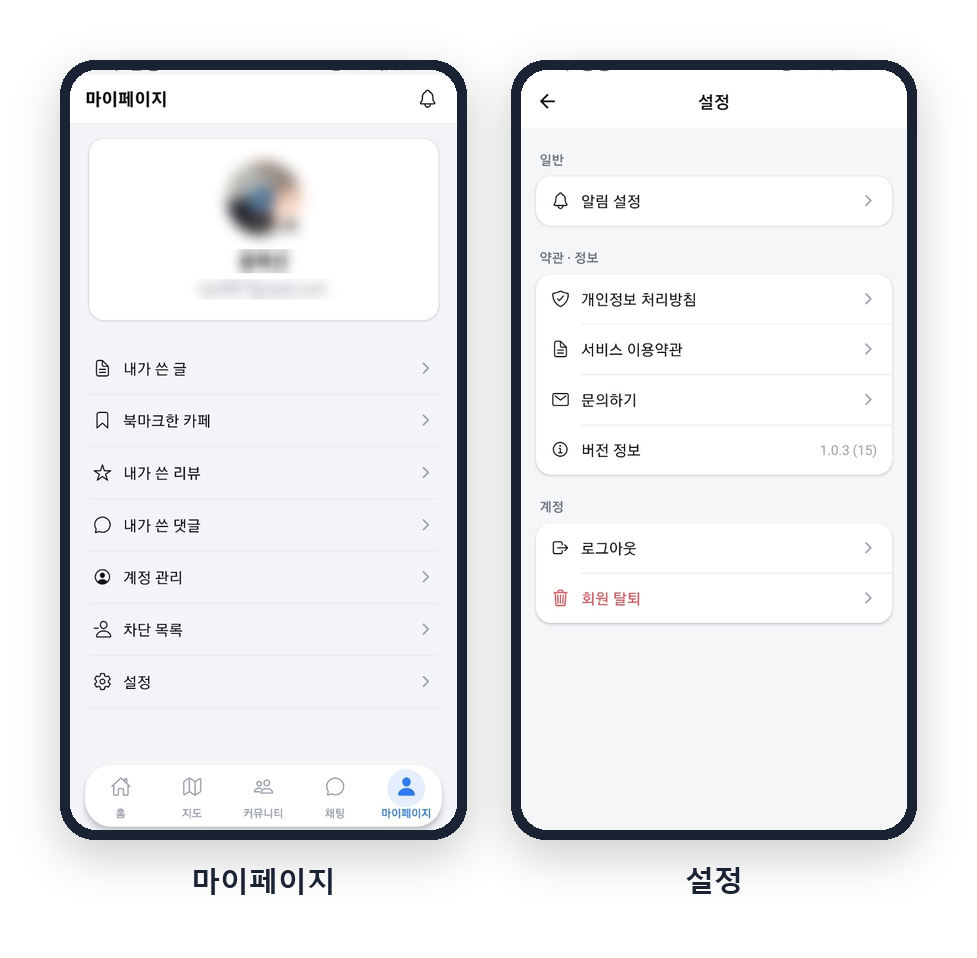 마이페이지
내가 쓴 글
북마크한 카페
내가 쓴 리뷰
내가 쓴 댓글
계정 관리
차단 목록
설정
홈
지도
커뮤니티
채팅
마이페이지
마이페이지
설정
일반
알림 설정
약관 · 정보
개인정보 처리방침
서비스 이용약관
문의하기
버전 정보 1.0.3 (15)
계정
로그아웃
회원 탈퇴
설정